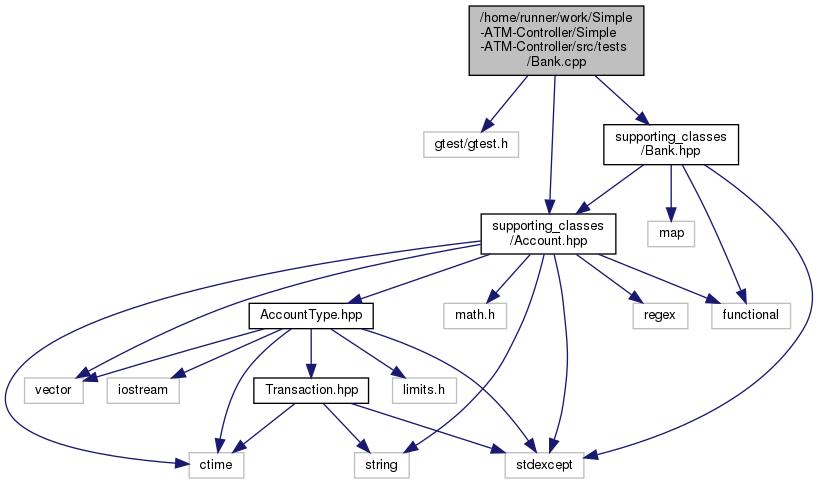 /home/runner/work/Simple
-ATM-Controller/Simple
-ATM-Controller/src/tests
/Bank.cpp
gtest/gtest.h
supporting_classes
/Bank.hpp
supporting_classes
/Account.hpp
map
AccountType.hpp
math.h
regex
functional
vector
iostream
Transaction.hpp
limits.h
ctime
string
stdexcept